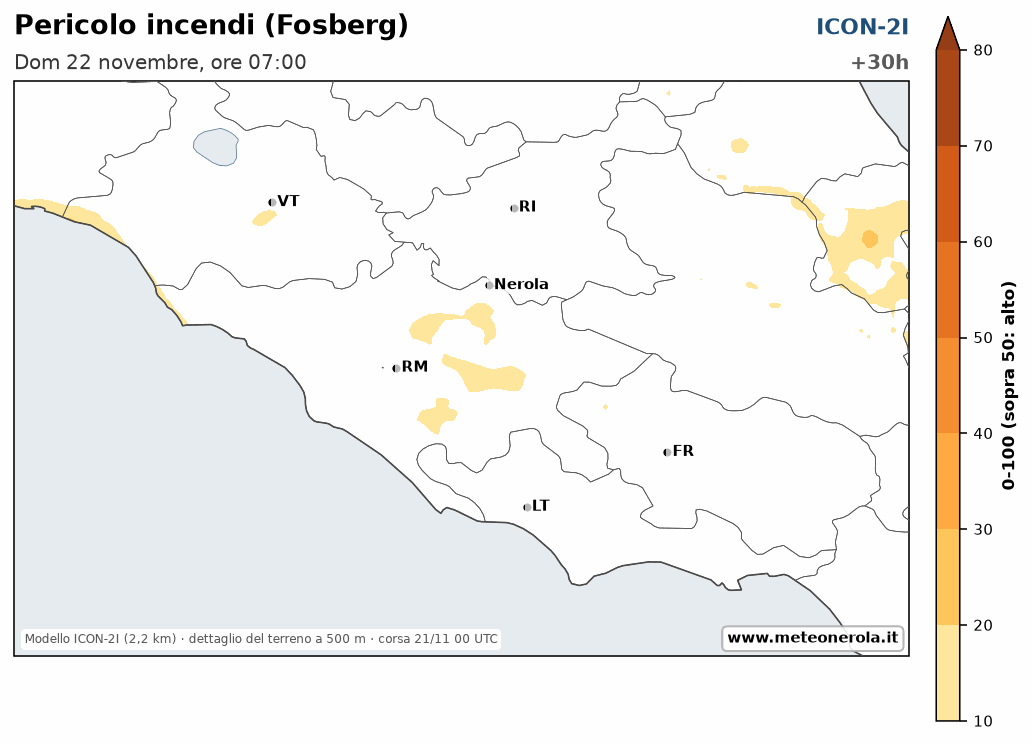 Pericolo incendi (Fosberg)
ICON-2I
Dom 22 novembre, ore 07:00
+30h
80
70
60
50
40
30
20
10
0-100 (sopra 50: alto)
VT
RI
Nerola
RM
FR
LT
Modello ICON-2I (2,2 km) · dettaglio del terreno a 500 m · corsa 21/11 00 UTC
www.meteonerola.it